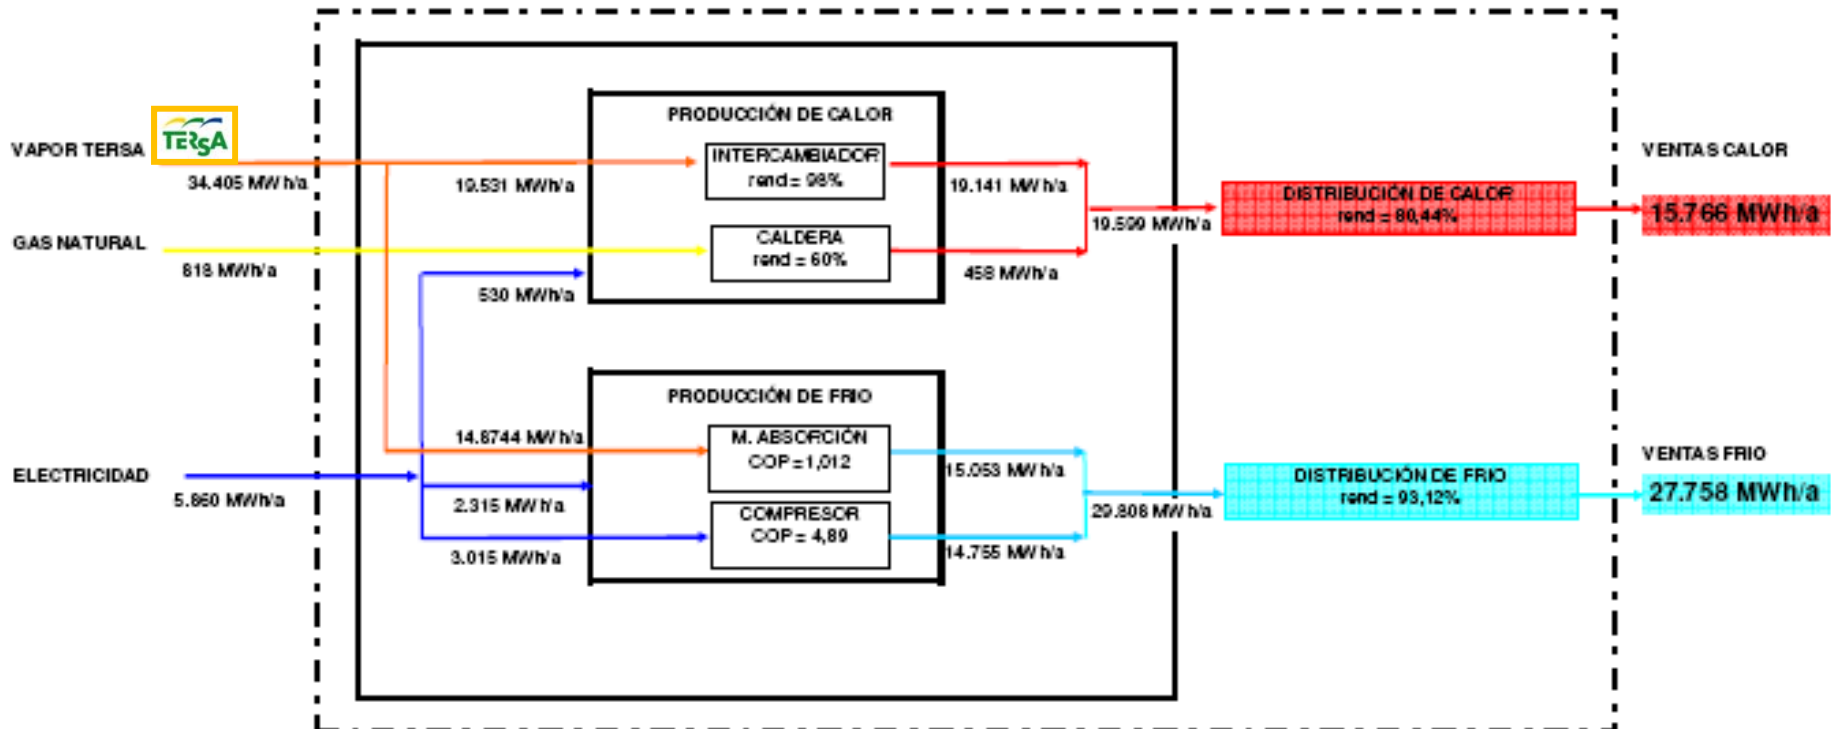 PRODUCCIÓN DE CALOR
VAPOR TERSA
TERSA
34.405 MWh/a
19.531 MWh/a
INTERCAMBIADOR
rend = 98%
19.141 MWh/a
19.599 MWh/a
DISTRIBUCIÓN DE CALOR
rend = 80,44%
VENTAS CALOR
15.766 MWh/a
GAS NATURAL
818 MWh/a
CALDERA
rend = 60%
458 MWh/a
530 MWh/a
PRODUCCIÓN DE FRIO
14.8744 MWh/a
M. ABSORCIÓN
COP =1,012
15.053 MWh/a
ELECTRICIDAD
5.860 MWh/a
2.315 MWh/a
3.015 MWh/a
COMPRESOR
COP = 4,89
14.755 MWh/a
29.808 MWh/a
DISTRIBUCIÓN DE FRIO
rend = 93,12%
VENTAS FRIO
27.758 MWh/a